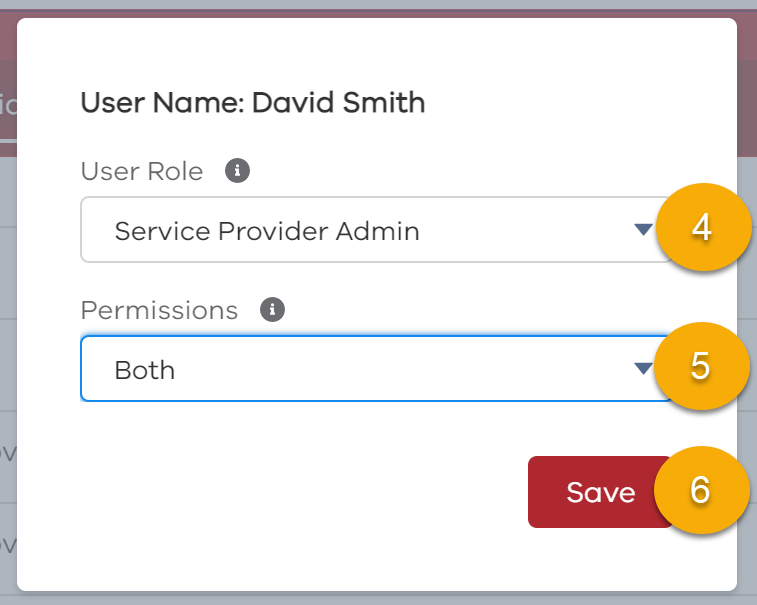 User Name: David Smith
User Role
Service Provider Admin
4
Permissions
Both
5
Save
6